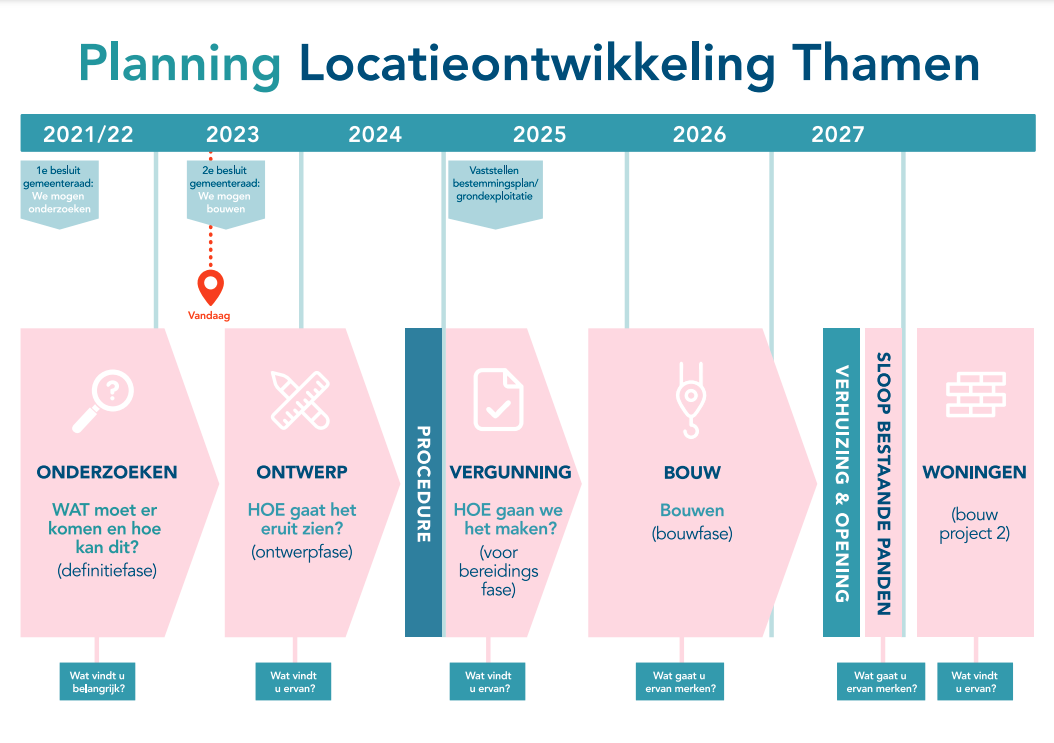 Planning Locatieontwikkeling Thamen
2021/22 2023 2024 2025 2026 2027
1e besluit
gemeenteraad:
We mogen
onderzoeken
2e besluit
gemeenteraad:
We mogen
bouwen
Vaststellen
bestemmingsplan/
grondexploitatie
Vandaag
?
ONDERZOEKEN
WAT moet er
komen en hoe
kan dit?
(definitiefase)
ONTWERP
HOE gaat het
eruit zien?
(ontwerpfase)
PROCEDURE
VERGUNNING
HOE gaan we
het maken?
(voor
bereidings
fase)
BOUW
Bouwen
(bouwfase)
VERHUIZING & OPENING
SLOOP BESTAANDE PANDEN
WONINGEN
(bouw
project 2)
Wat vindt u
belangrijk?
Wat vindt
u ervan?
Wat vindt
u ervan?
Wat gaat u
ervan merken?
Wat gaat u
ervan merken?
Wat vindt
u ervan?